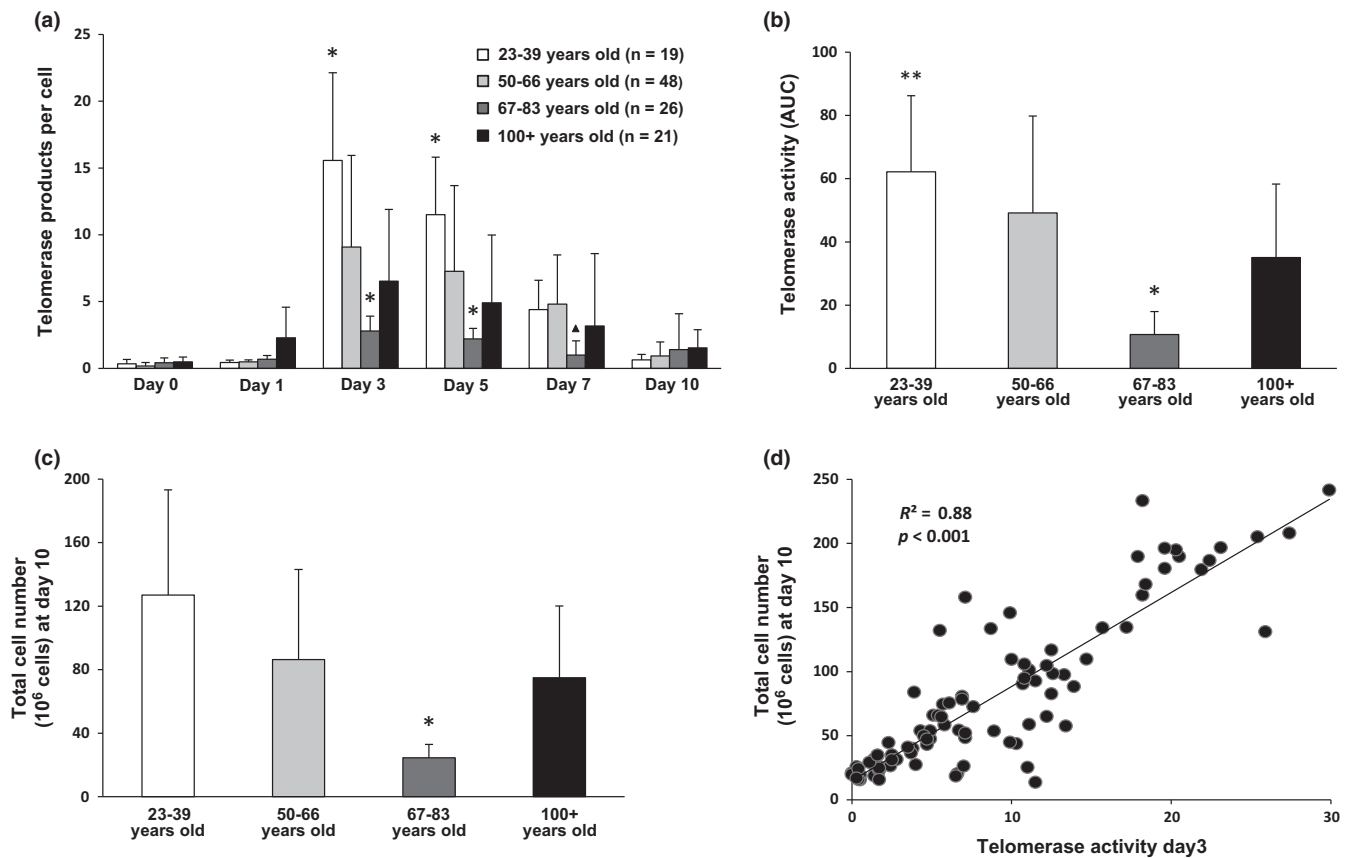 (a)
Telomerase products per cell
25
20
15
10
5
0
*
*
*
*
▲
23-39 years old (n = 19)
50-66 years old (n = 48)
67-83 years old (n = 26)
100+ years old (n = 21)
Day 0 Day 1 Day 3 Day 5 Day 7 Day 10
(b)
Telomerase activity (AUC)
100
80
60
40
20
0
**
*
23-39 50-66 67-83 100+
years old years old years old years old
(c)
Total cell number
(10⁶ cells) at day 10
200
160
120
80
40
0
*
23-39 50-66 67-83 100+
years old years old years old years old
(d)
Total cell number
(10⁶ cells) at day 10
250
200
150
100
50
0
R² = 0.88
p < 0.001
0 10 20 30
Telomerase activity day3